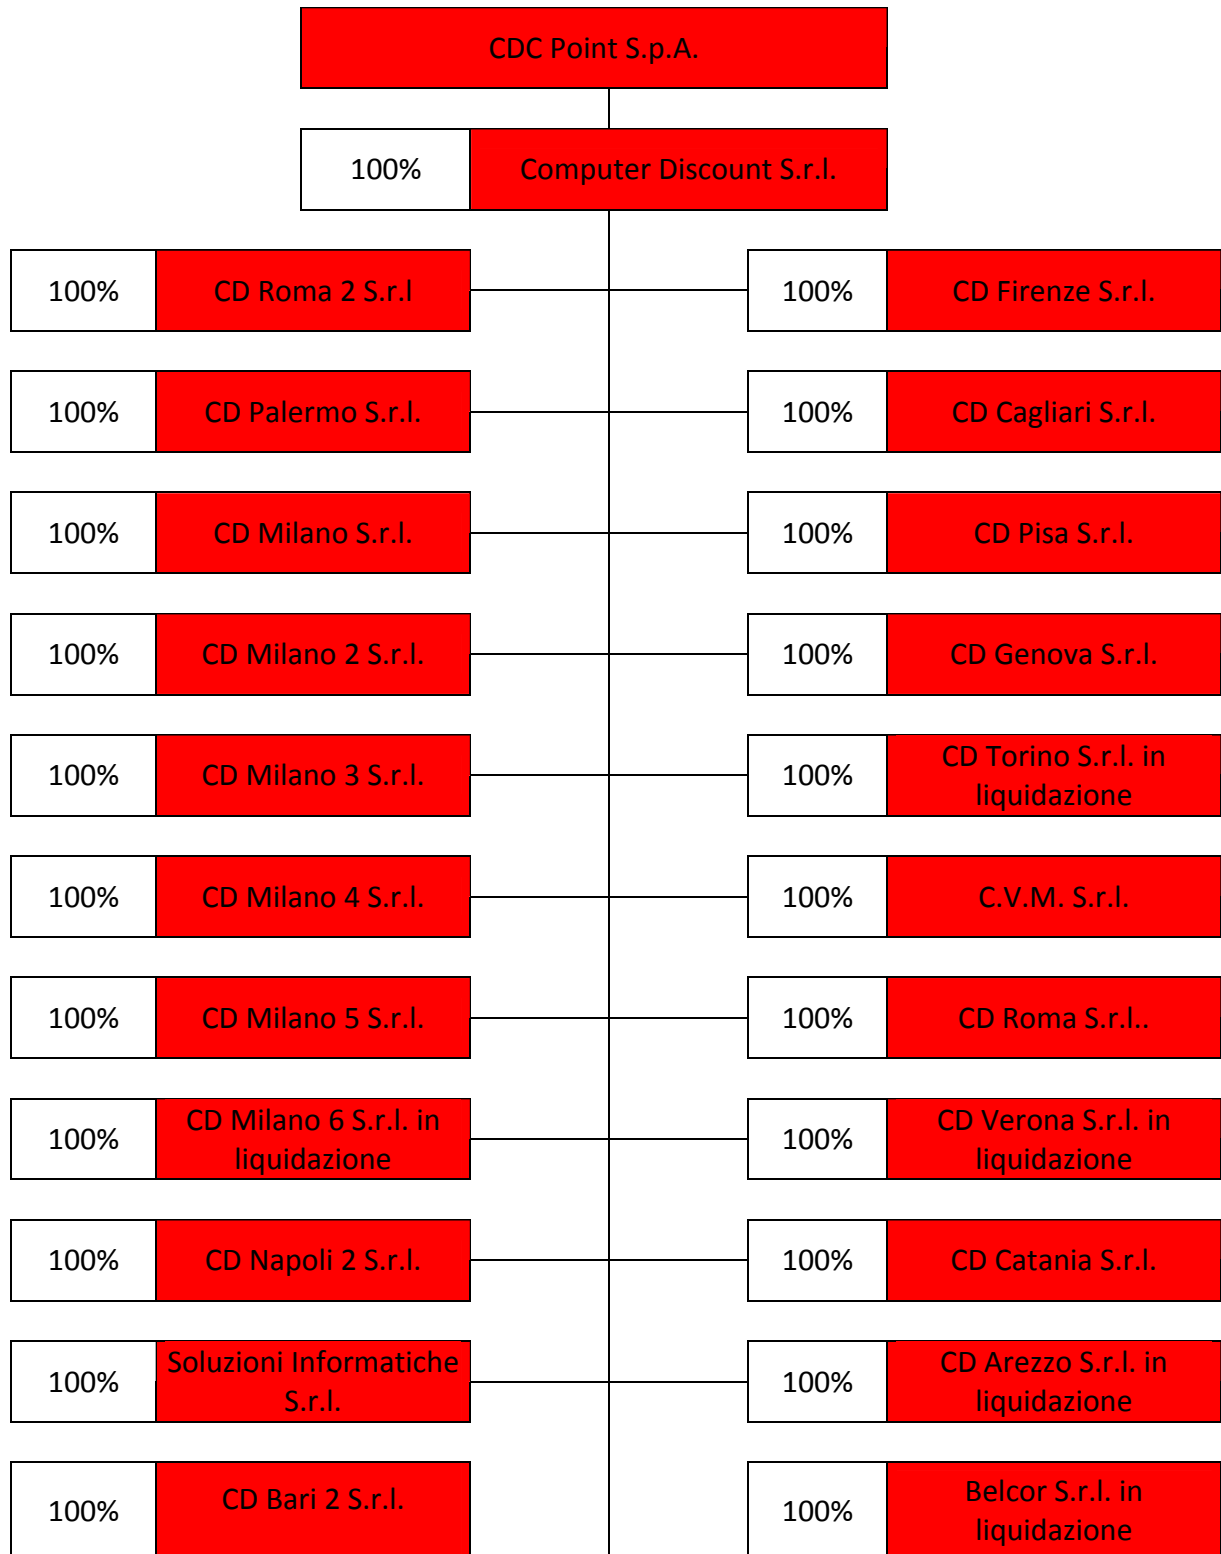 CDC Point S.p.A.
100% Computer Discount S.r.l.
100% CD Roma 2 S.r.l 100% CD Firenze S.r.l.
100% CD Palermo S.r.l. 100% CD Cagliari S.r.l.
100% CD Milano S.r.l. 100% CD Pisa S.r.l.
100% CD Milano 2 S.r.l. 100% CD Genova S.r.l.
100% CD Milano 3 S.r.l. 100% CD Torino S.r.l. in
liquidazione
100% CD Milano 4 S.r.l. 100% C.V.M. S.r.l.
100% CD Milano 5 S.r.l. 100% CD Roma S.r.l..
100% CD Milano 6 S.r.l. in
liquidazione
100% CD Verona S.r.l. in
liquidazione
100% CD Napoli 2 S.r.l. 100% CD Catania S.r.l.
100% Soluzioni Informatiche
S.r.l.
100% CD Arezzo S.r.l. in
liquidazione
100% CD Bari 2 S.r.l. 100% Belcor S.r.l. in
liquidazione